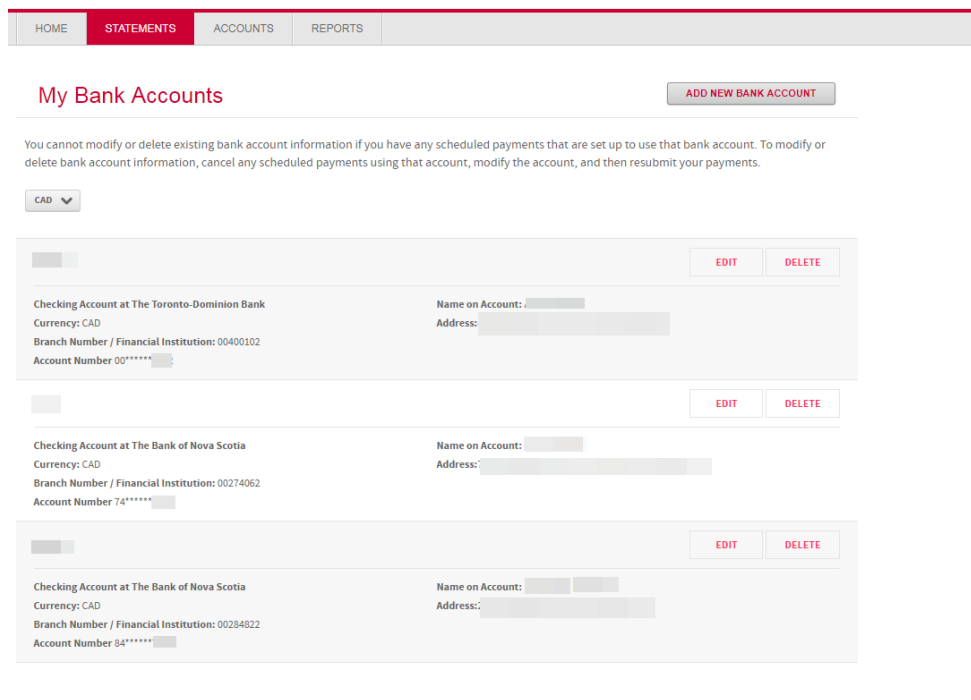 HOME STATEMENTS ACCOUNTS REPORTS
My Bank Accounts
ADD NEW BANK ACCOUNT
You cannot modify or delete existing bank account information if you have any scheduled payments that are set up to use that bank account. To modify or
delete bank account information, cancel any scheduled payments using that account, modify the account, and then resubmit your payments.
CAD
EDIT DELETE
Checking Account at The Toronto-Dominion Bank
Currency: CAD
Branch Number / Financial Institution: 00400102
Account Number 00******
Name on Account:
Address:
EDIT DELETE
Checking Account at The Bank of Nova Scotia
Currency: CAD
Branch Number / Financial Institution: 00274062
Account Number 74******
Name on Account:
Address:
EDIT DELETE
Checking Account at The Bank of Nova Scotia
Currency: CAD
Branch Number / Financial Institution: 00284822
Account Number 84******
Name on Account:
Address: